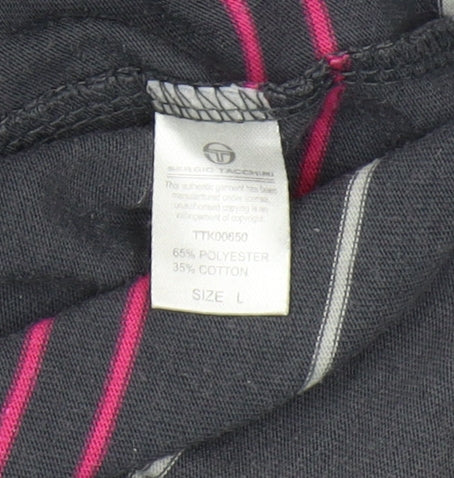 SERGIO TACCHINI
This authentic garment has been
manufactured under license,
unauthorised copying is an
infringement of copyright.
TTK00650
65% POLYESTER
35% COTTON
SIZE L